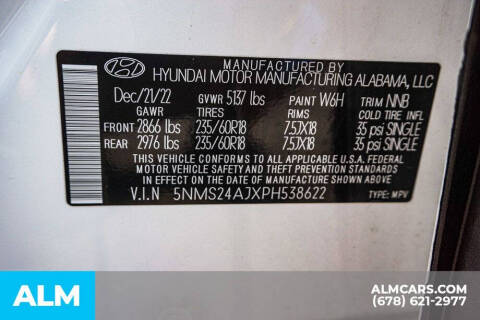 MANUFACTURED BY
HYUNDAI MOTOR MANUFACTURING ALABAMA, LLC
Dec/21/22 GVWR 5137 lbs PAINT W6H TRIM NNB
GAWR TIRES RIMS COLD TIRE INFL
FRONT 2866 lbs 235/60R18 7.5JX18 35 psi SINGLE
REAR 2976 lbs 235/60R18 7.5JX18 35 psi SINGLE
THIS VEHICLE CONFORMS TO ALL APPLICABLE U.S.A. FEDERAL
MOTOR VEHICLE SAFETY, BUMPER, AND THEFT PREVENTION STANDARDS
IN EFFECT ON THE DATE OF MANUFACTURE SHOWN ABOVE.
V.I.N 5NMS24AJXPH538622 TYPE: MPV
ALM
ALMCARS.COM
(678) 621-2977